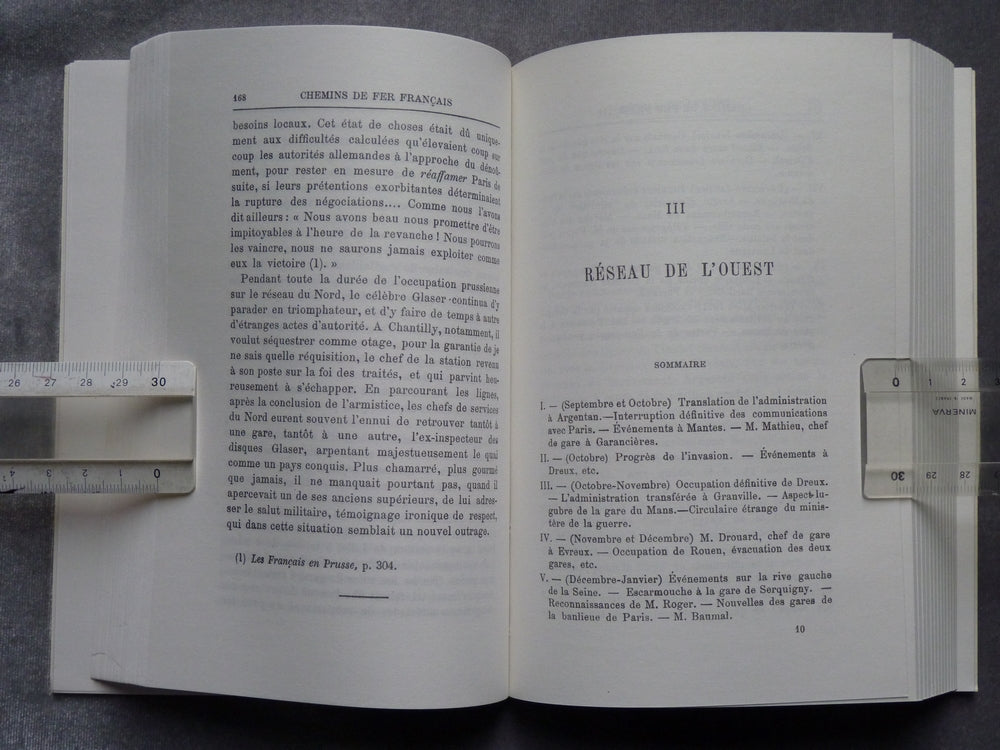 168 CHEMINS DE FER FRANÇAIS
besoins locaux. Cet état de choses était dû unique-
ment aux difficultés calculées qu'élevaient coup sur
coup les autorités allemandes à l'approche du dénoû-
ment, pour rester en mesure de réaffamer Paris de
suite, si leurs prétentions exorbitantes déterminaient
la rupture des négociations.... Comme nous l'avons
dit ailleurs : « Nous avons beau nous promettre d'être
impitoyables à l'heure de la revanche ! Nous pourrons
les vaincre, nous ne saurons jamais exploiter comme
eux la victoire (1). »
Pendant toute la durée de l'occupation prussienne
sur le réseau du Nord, le célèbre Glaser continua d'y
parader en triomphateur, et d'y faire de temps à autre
d'étranges actes d'autorité. A Chantilly, notamment, il
voulut séquestrer comme otage, pour la garantie de je
ne sais quelle réquisition, le chef de la station revenu
à son poste sur la foi des traités, et qui parvint heu-
reusement à s'échapper. En parcourant les lignes,
après la conclusion de l'armistice, les chefs de services
du Nord eurent souvent l'ennui de retrouver tantôt à
une gare, tantôt à une autre, l'ex-inspecteur des
disques Glaser, arpentant majestueusement le quai
comme un pays conquis. Plus chamarré, plus gourmé
que jamais, il ne manquait pourtant pas, quand il
apercevait un de ses anciens supérieurs, de lui adres-
ser le salut militaire, témoignage ironique de respect,
qui dans cette situation semblait un nouvel outrage.
(1) Les Français en Prusse, p. 304.
III
RÉSEAU DE L'OUEST
SOMMAIRE
I. — (Septembre et Octobre) Translation de l'administration
à Argentan.—Interruption définitive des communications
avec Paris. — Événements à Mantes. — M. Mathieu, chef
de gare à Garancières.
II. — (Octobre) Progrès de l'invasion. — Événements à
Dreux, etc.
III. — (Octobre-Novembre) Occupation définitive de Dreux.
— L'administration transférée à Granville. — Aspect lu-
gubre de la gare du Mans.—Circulaire étrange du minis-
tère de la guerre.
IV. — (Novembre et Décembre) M. Drouard, chef de gare
à Evreux. — Occupation de Rouen, évacuation des deux
gares, etc.
V. — (Décembre-Janvier) Événements sur la rive gauche
de la Seine. — Escarmouche à la gare de Serquigny. —
Reconnaissances de M. Roger. — Nouvelles des gares de
la banlieue de Paris. — M. Baumal.
10
26 27 28 29 30
4 3 2 1 0
0 1 2
MINERVA
30 29 28